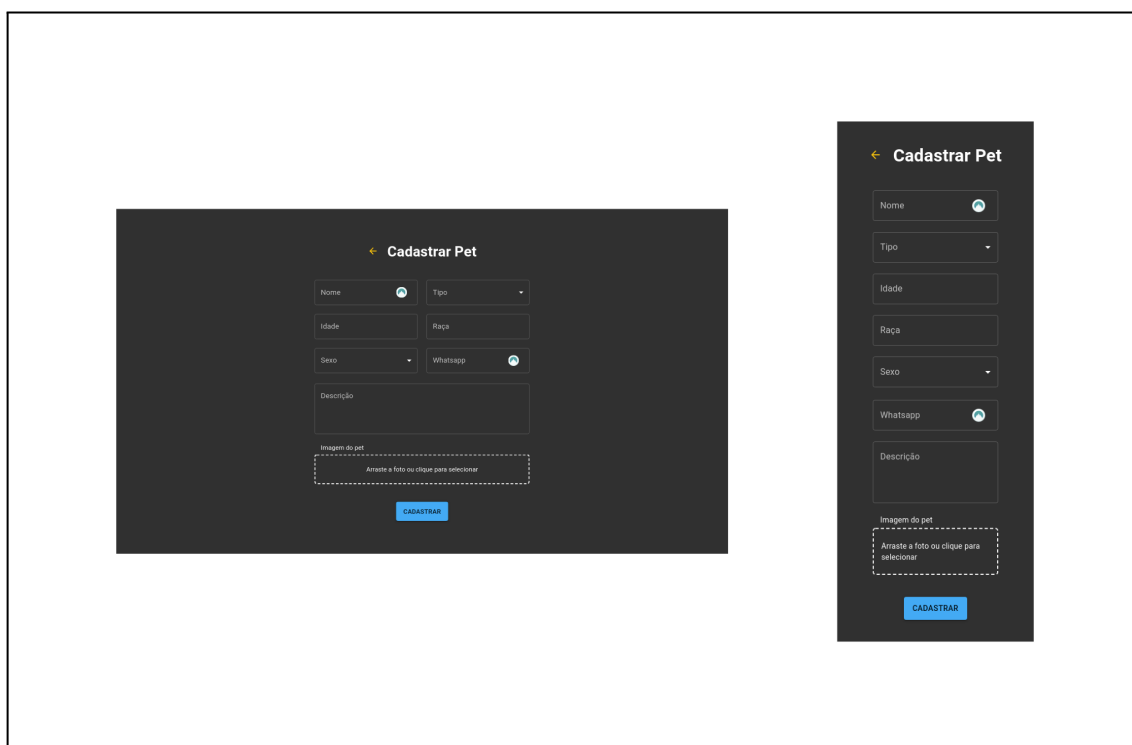 Cadastrar Pet
Nome
Tipo
Idade
Raça
Sexo
Whatsapp
Descrição
Imagem do pet
Arraste a foto ou clique para selecionar
CADASTRAR
Cadastrar Pet
Nome
Tipo
Idade
Raça
Sexo
Whatsapp
Descrição
Imagem do pet
Arraste a foto ou clique para
selecionar
CADASTRAR